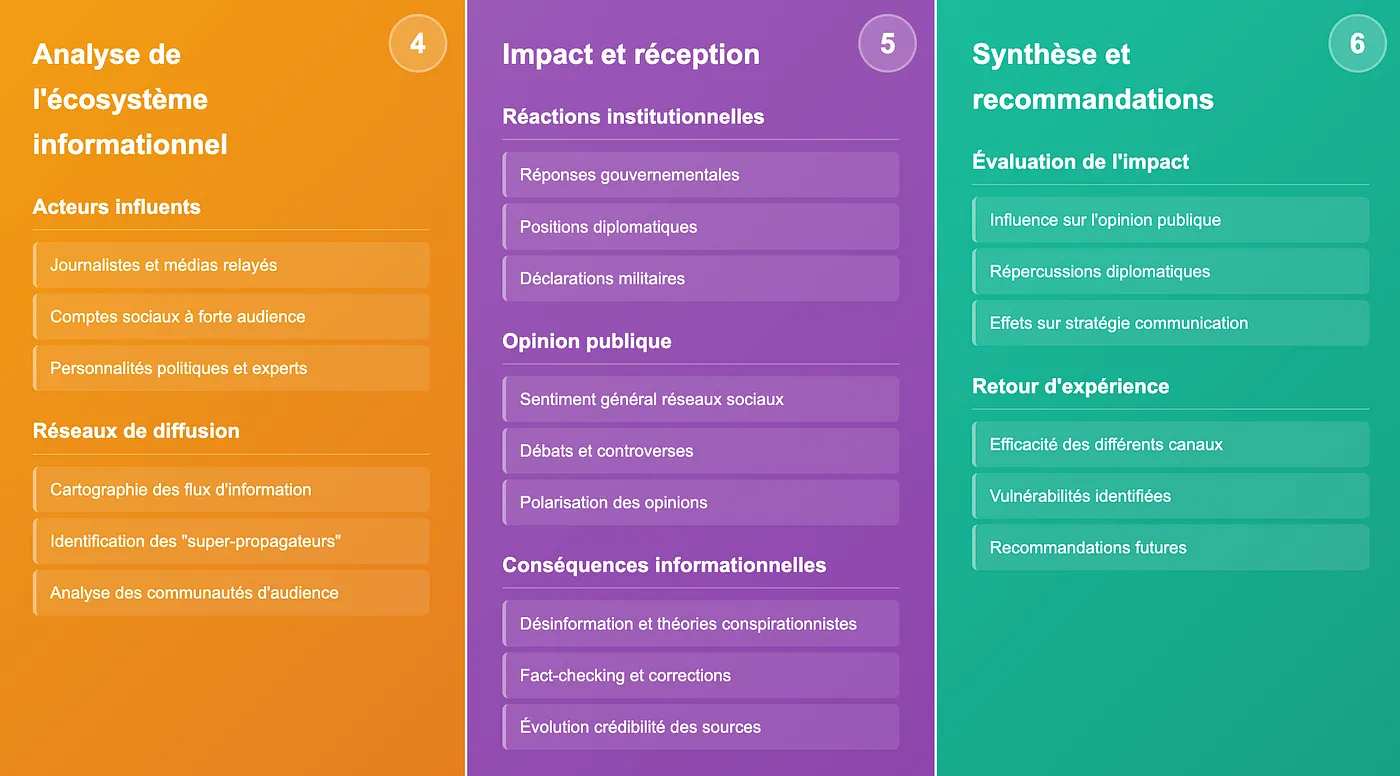 4
Analyse de
l'écosystème
informationnel
Acteurs influents
Journalistes et médias relayés
Comptes sociaux à forte audience
Personnalités politiques et experts
Réseaux de diffusion
Cartographie des flux d'information
Identification des "super-propagateurs"
Analyse des communautés d'audience
5
Impact et réception
Réactions institutionnelles
Réponses gouvernementales
Positions diplomatiques
Déclarations militaires
Opinion publique
Sentiment général réseaux sociaux
Débats et controverses
Polarisation des opinions
Conséquences informationnelles
Désinformation et théories conspirationnistes
Fact-checking et corrections
Évolution crédibilité des sources
6
Synthèse et
recommandations
Évaluation de l'impact
Influence sur l'opinion publique
Répercussions diplomatiques
Effets sur stratégie communication
Retour d'expérience
Efficacité des différents canaux
Vulnérabilités identifiées
Recommandations futures